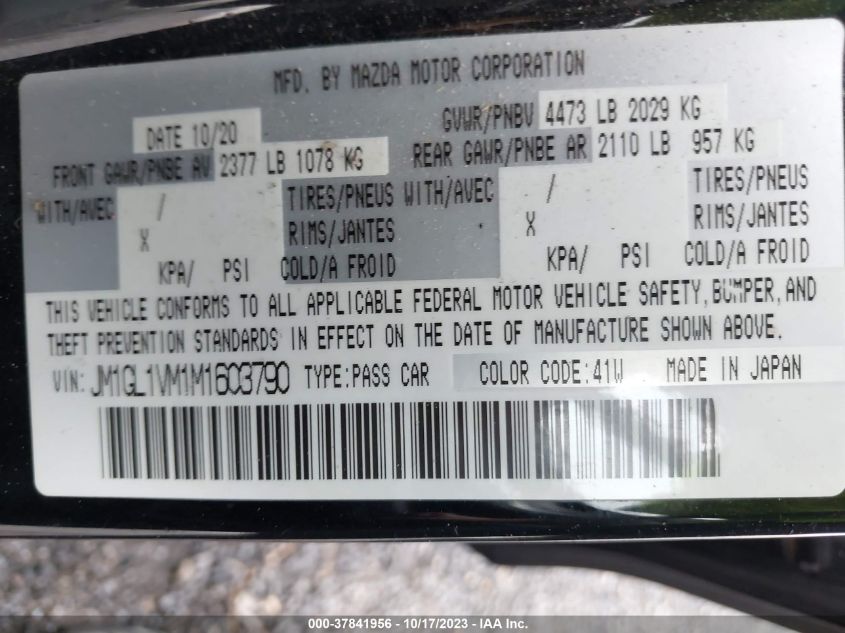 MFD. BY MAZDA MOTOR CORPORATION
DATE 10/20 GVWR/PNBV 4473 LB 2029 KG
FRONT GAWR/PNBE AV 2377 LB 1078 KG REAR GAWR/PNBE AR 2110 LB 957 KG
WITH/AVEC / TIRES/PNEUS WITH/AVEC / TIRES/PNEUS
X RIMS/JANTES X RIMS/JANTES
KPA/ PSI COLD/A FROID KPA/ PSI COLD/A FROID
THIS VEHICLE CONFORMS TO ALL APPLICABLE FEDERAL MOTOR VEHICLE SAFETY, BUMPER, AND
THEFT PREVENTION STANDARDS IN EFFECT ON THE DATE OF MANUFACTURE SHOWN ABOVE.
VIN: JM1GL1VM1M1603790 TYPE:PASS CAR COLOR CODE:41W MADE IN JAPAN
000-37841956 - 10/17/2023 - IAA Inc.